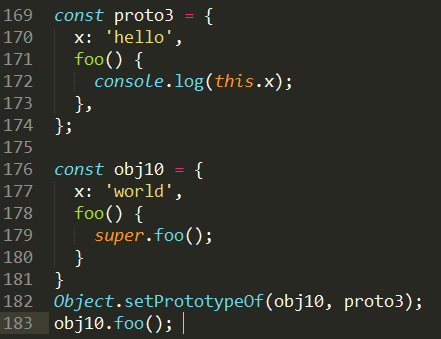 169 const proto3 = {
170   x: 'hello',
171   foo() {
172     console.log(this.x);
173   },
174 };
175
176 const obj10 = {
177   x: 'world',
178   foo() {
179     super.foo();
180   }
181 }
182 Object.setPrototypeOf(obj10, proto3);
183 obj10.foo();